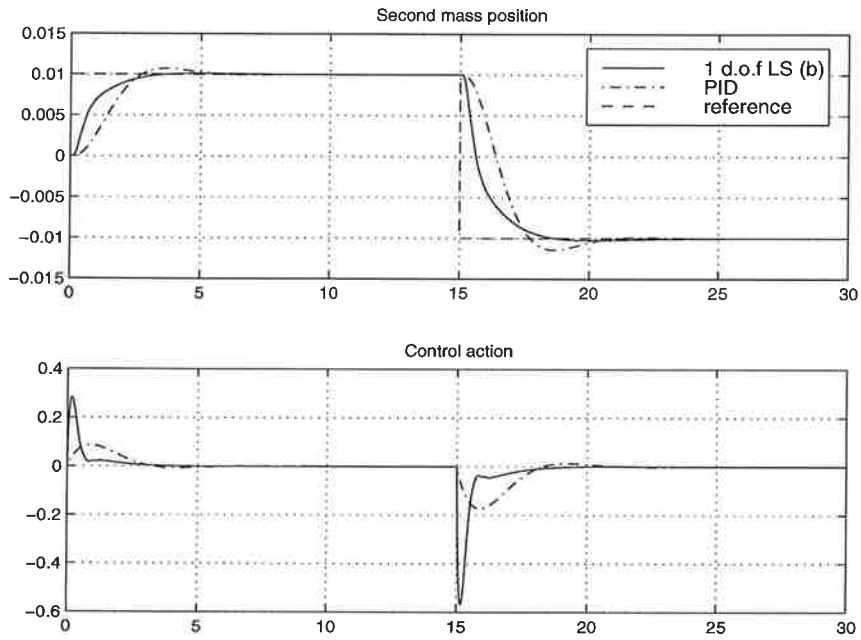 Second mass position
0.015
0.01
0.005
0
−0.005
−0.01
−0.015
0 5 10 15 20 25 30
1 d.o.f LS (b)
PID
reference
Control action
0.4
0.2
0
−0.2
−0.4
−0.6
0 5 10 15 20 25 30